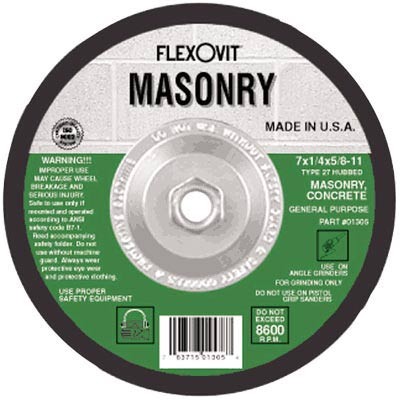 FLEXOVIT
MASONRY
MADE IN U.S.A.
7x1/4x5/8-11
TYPE 27 HUBBED
MASONRY,
CONCRETE
GENERAL PURPOSE
PART #01305
WARNING!!!
IMPROPER USE
MAY CAUSE WHEEL
BREAKAGE AND
SERIOUS INJURY.
Safe to use only if
mounted and operated
according to ANSI
safety code B7-1.
Read accompanying
safety folder. Do not
use without machine
guard. Always wear
protective eye wear
and protective clothing.
USE PROPER
SAFETY EQUIPMENT
USE ON
ANGLE GRINDERS
FOR GRINDING ONLY
DO NOT USE ON PISTOL
GRIP SANDERS
DO NOT
EXCEED
8600
R.P.M.
63715 01305